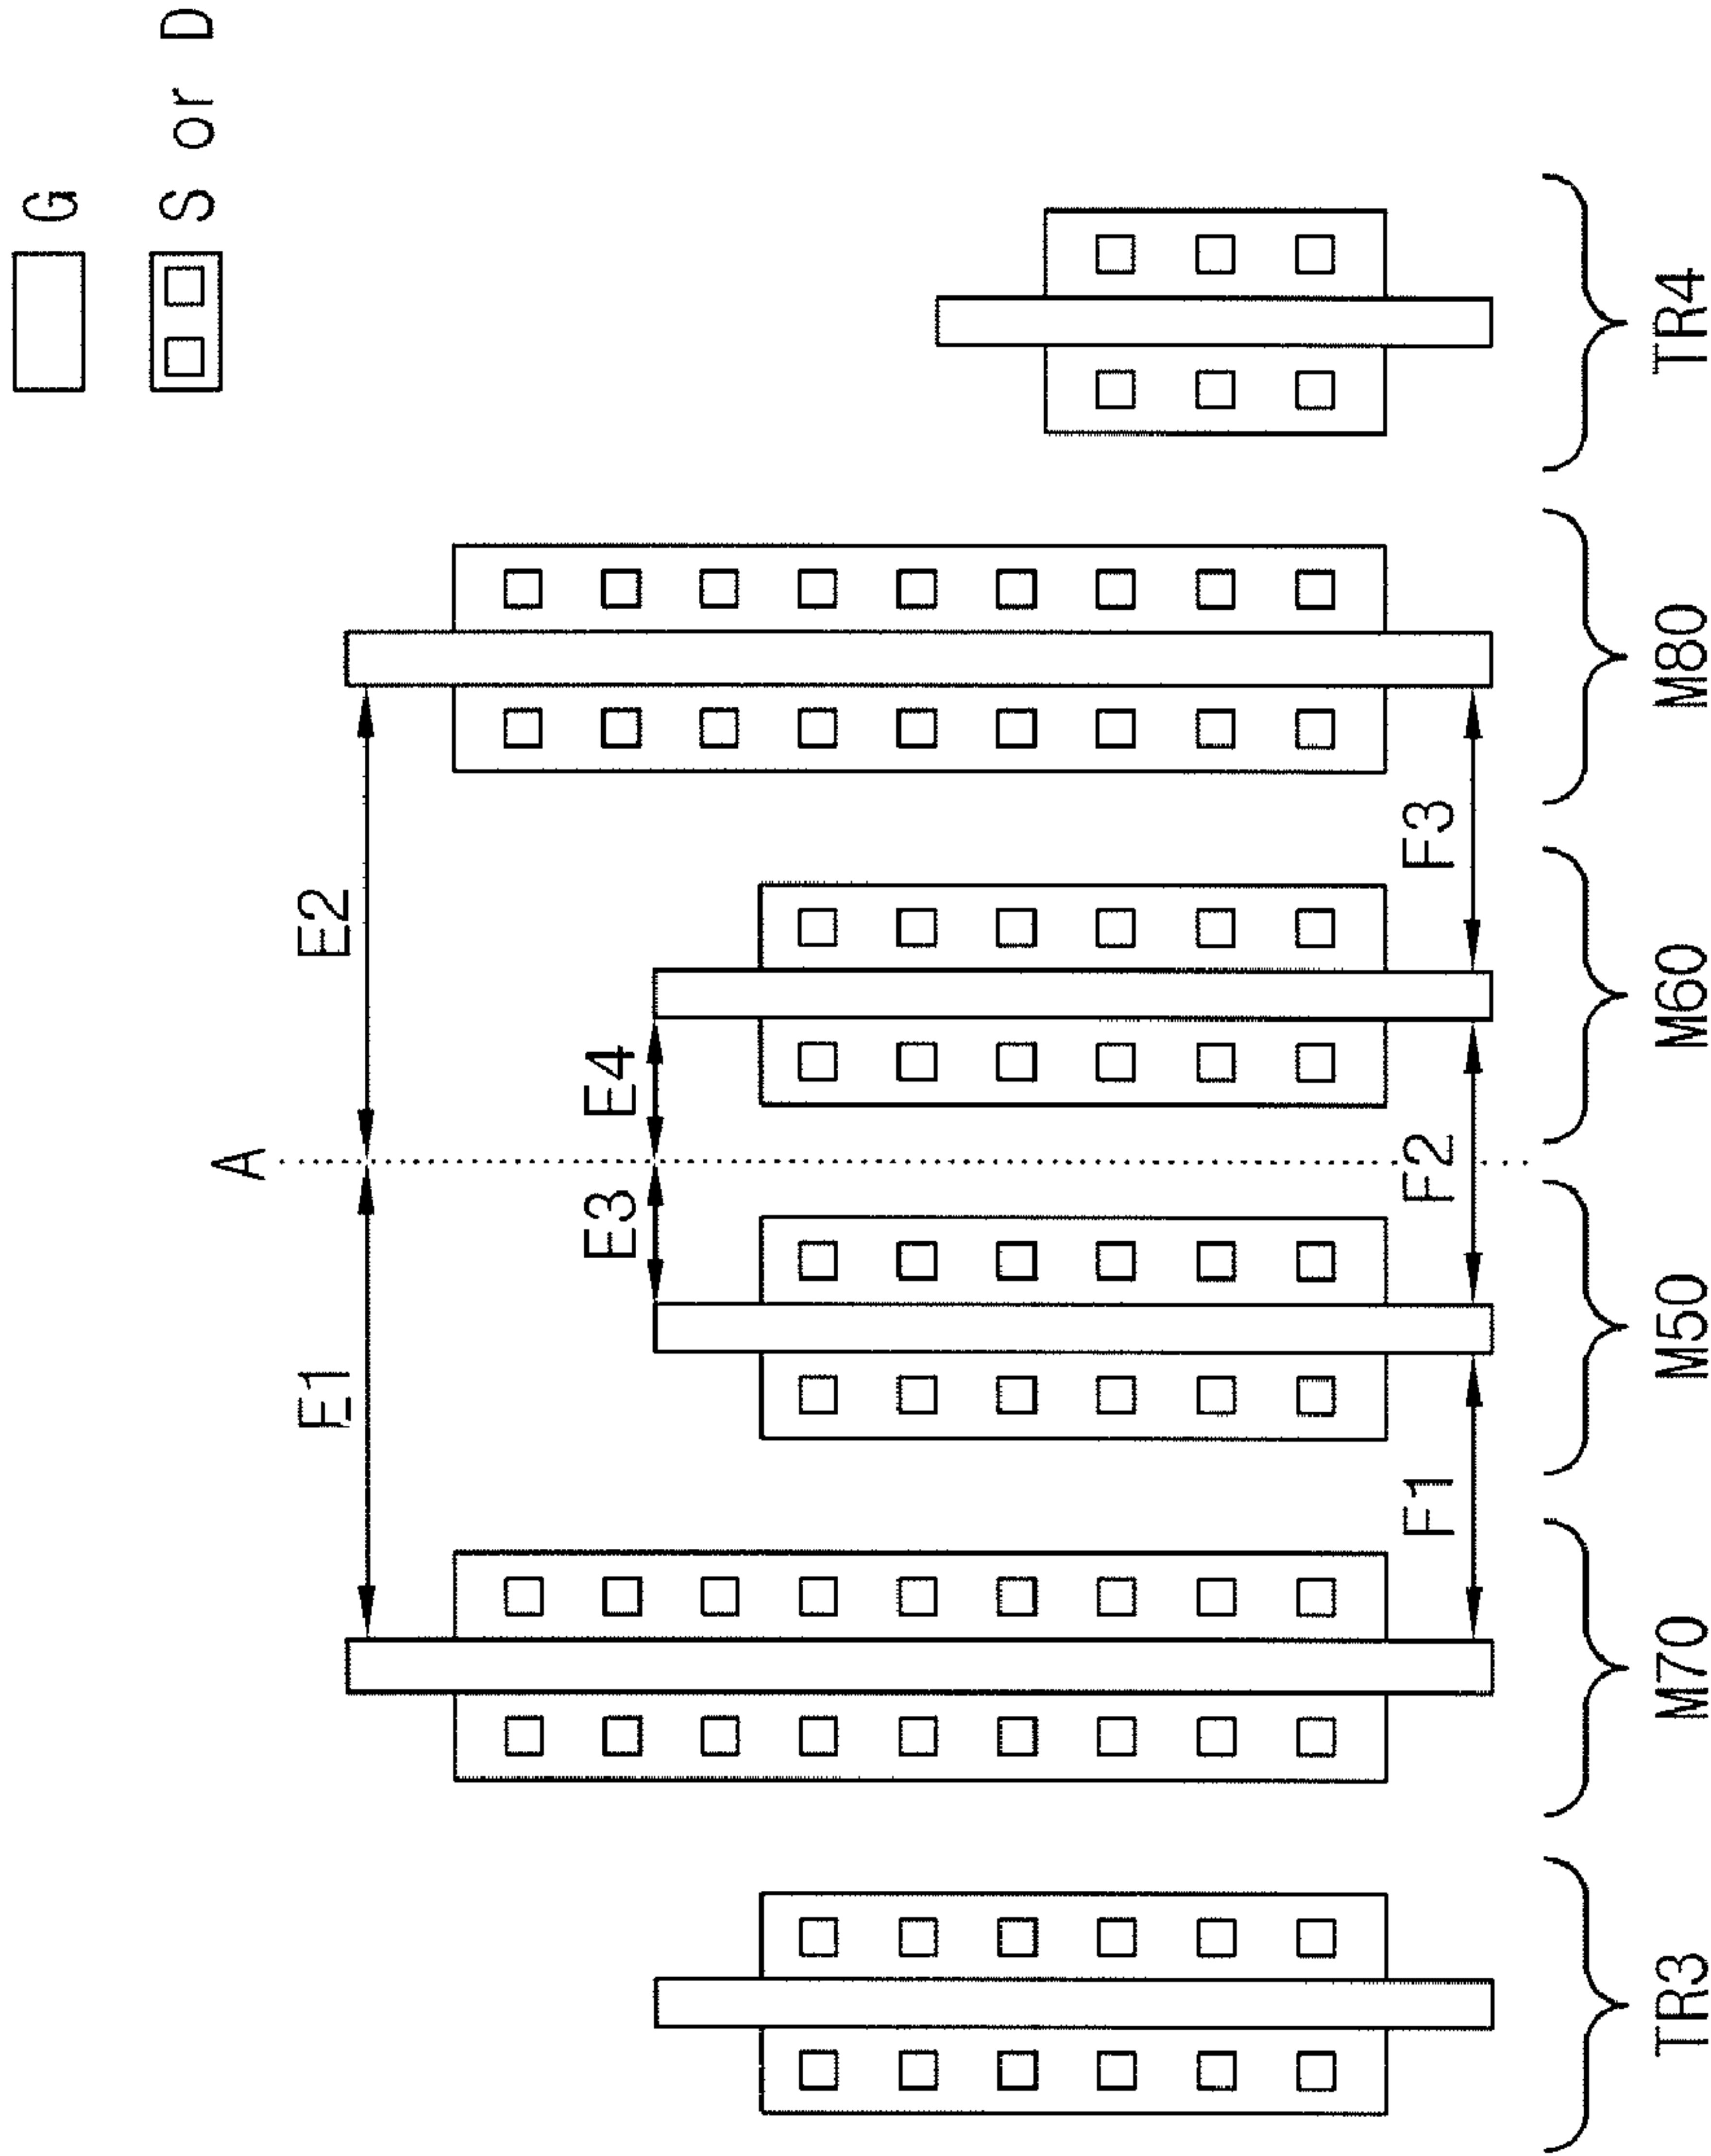 G
S or D
A
E1 E2
E3 E4
F1 F2 F3
TR3 M70 M50 M60 M80 TR4